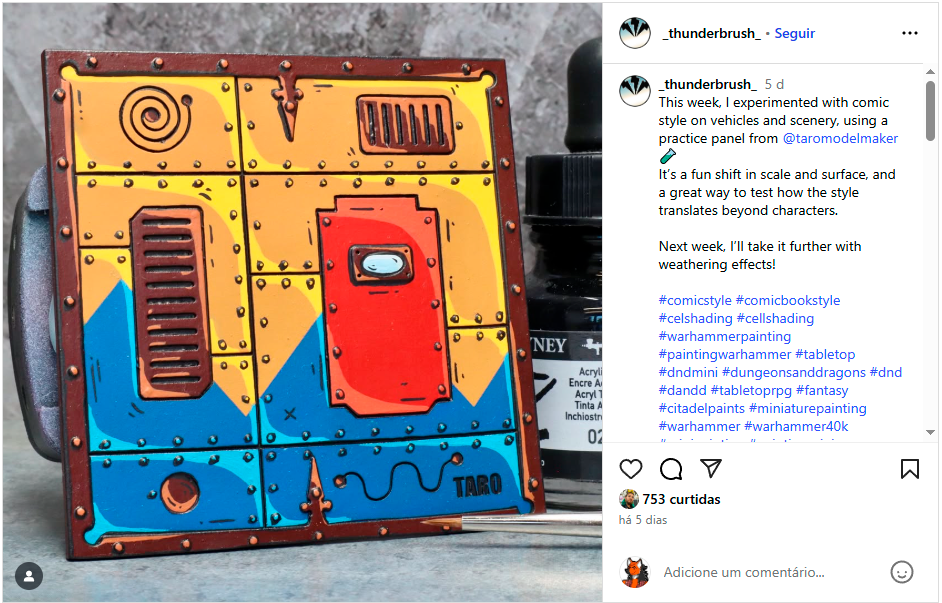 _thunderbrush_ • Seguir
_thunderbrush_ 5 d
This week, I experimented with comic
style on vehicles and scenery, using a
practice panel from @taromodelmaker
It's a fun shift in scale and surface, and
a great way to test how the style
translates beyond characters.
Next week, I'll take it further with
weathering effects!
#comicstyle #comicbookstyle
#celshading #cellshading
#warhammerpainting
#paintingwarhammer #tabletop
#dndmini #dungeonsanddragons #dnd
#dandd #tabletoprpg #fantasy
#citadelpaints #miniaturepainting
#warhammer #warhammer40k
753 curtidas
há 5 dias
Adicione um comentário...
TARO
NEY
Acryli
Encre Ac
Acryl T
Tinta A
Inchiostro
02